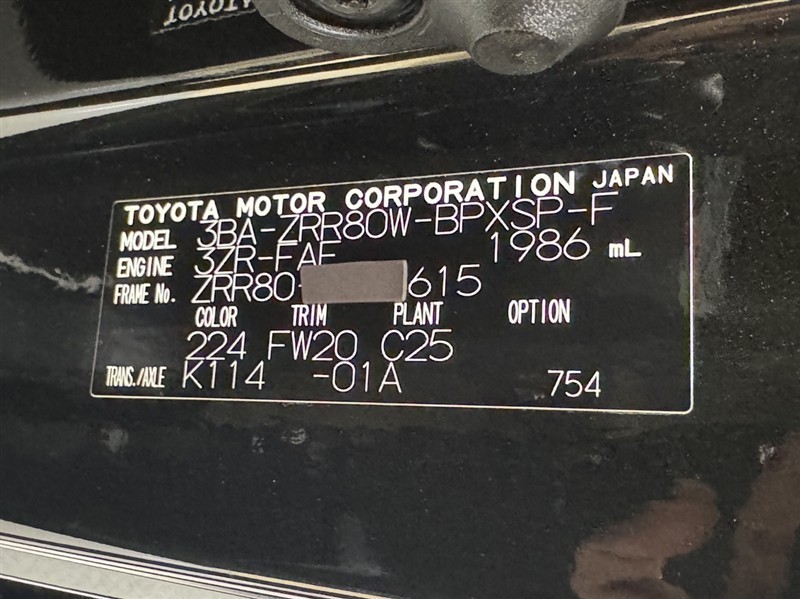 TOYOTA MOTOR CORPORATION JAPAN
MODEL 3BA-ZRR80W-BPXSP-F
ENGINE 3ZR-FAE 1986 mL
FRAME No. ZRR80- 615
COLOR TRIM PLANT OPTION
224 FW20 C25
TRANS./AXLE K114 -01A 754